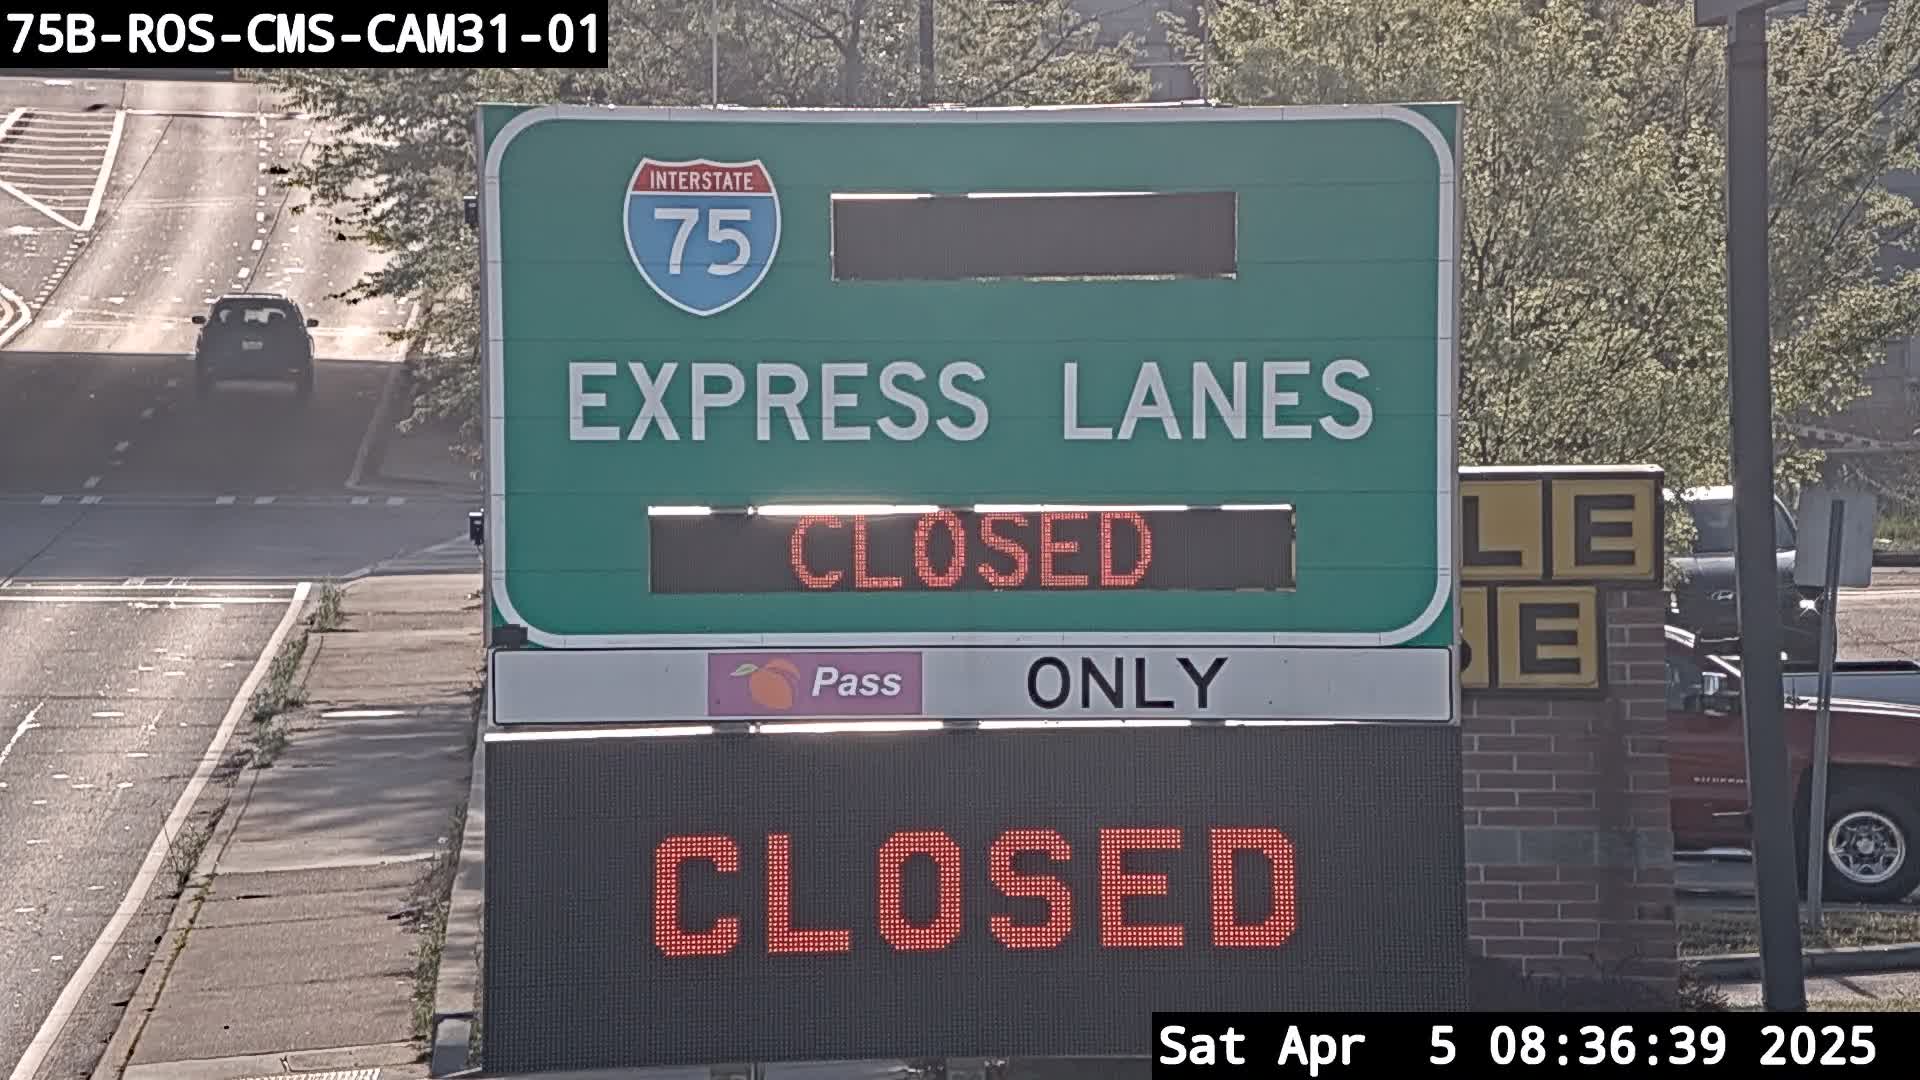 75B-ROS-CMS-CAM31-01
INTERSTATE
75
EXPRESS LANES
CLOSED
Pass ONLY
CLOSED
LE
E
Sat Apr 5 08:36:39 2025